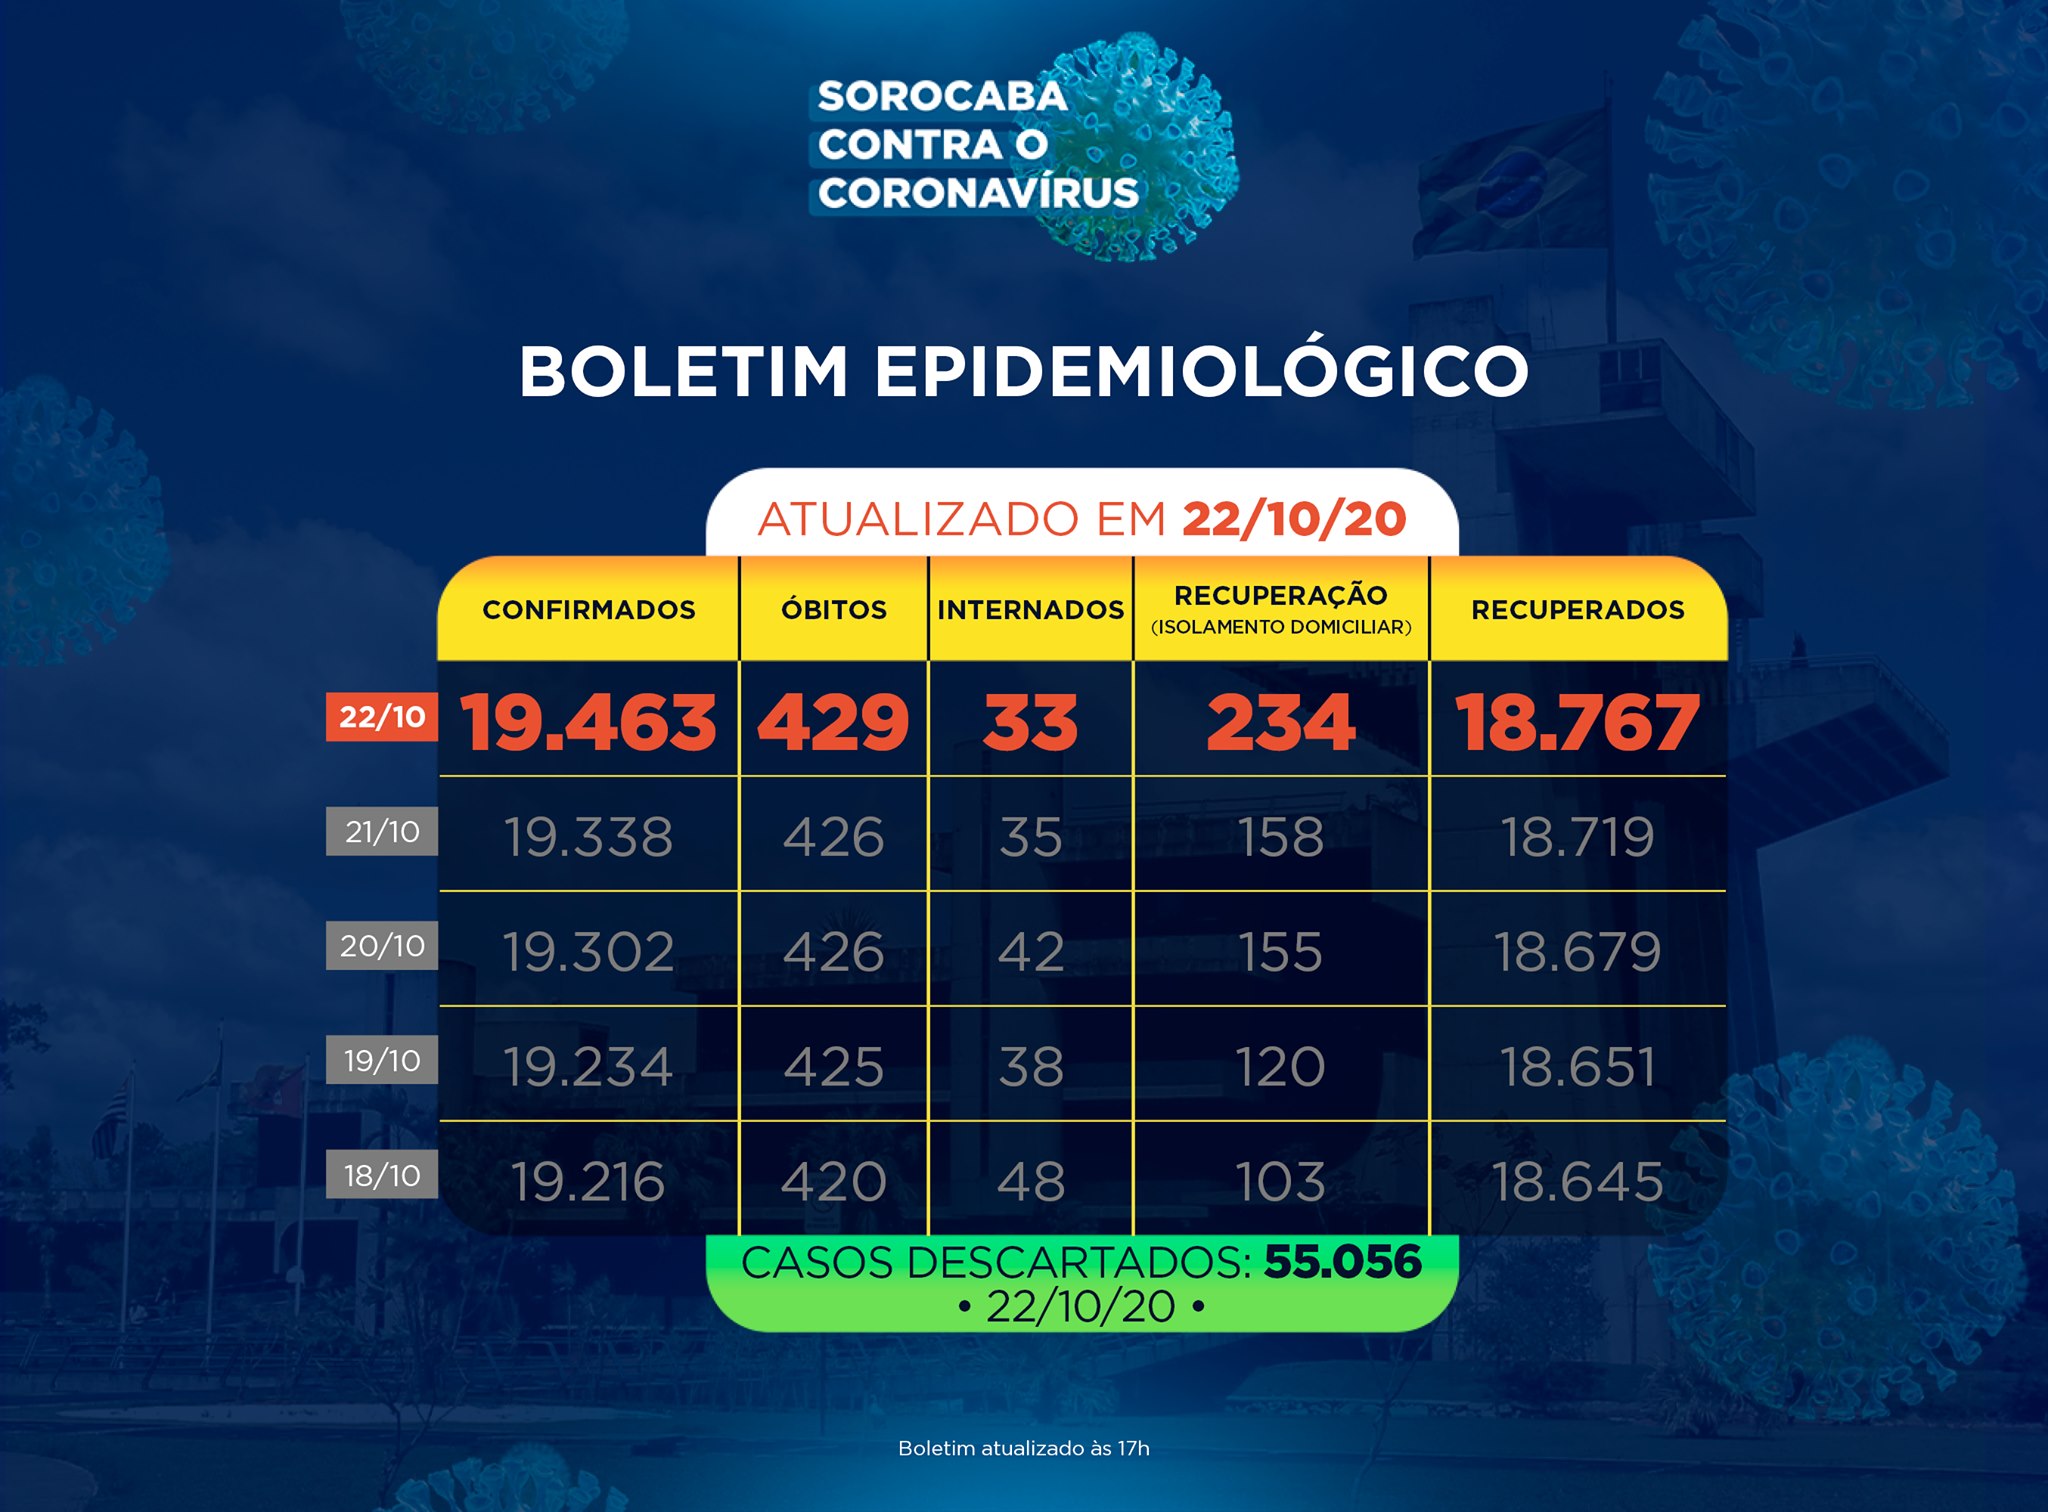 SOROCABA
CONTRA O
CORONAVÍRUS
BOLETIM EPIDEMIOLÓGICO
ATUALIZADO EM 22/10/20
CONFIRMADOS ÓBITOS INTERNADOS RECUPERAÇÃO (ISOLAMENTO DOMICILIAR) RECUPERADOS
22/10 19.463 429 33 234 18.767
21/10 19.338 426 35 158 18.719
20/10 19.302 426 42 155 18.679
19/10 19.234 425 38 120 18.651
18/10 19.216 420 48 103 18.645
CASOS DESCARTADOS: 55.056
• 22/10/20 •
Boletim atualizado às 17h